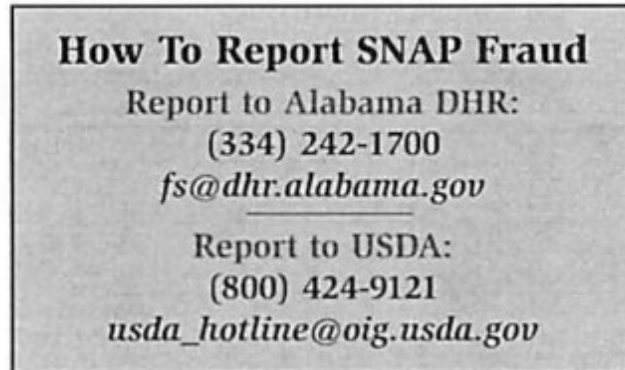 How To Report SNAP Fraud
Report to Alabama DHR:
(334) 242-1700
fs@dhr.alabama.gov
Report to USDA:
(800) 424-9121
usda_hotline@oig.usda.gov